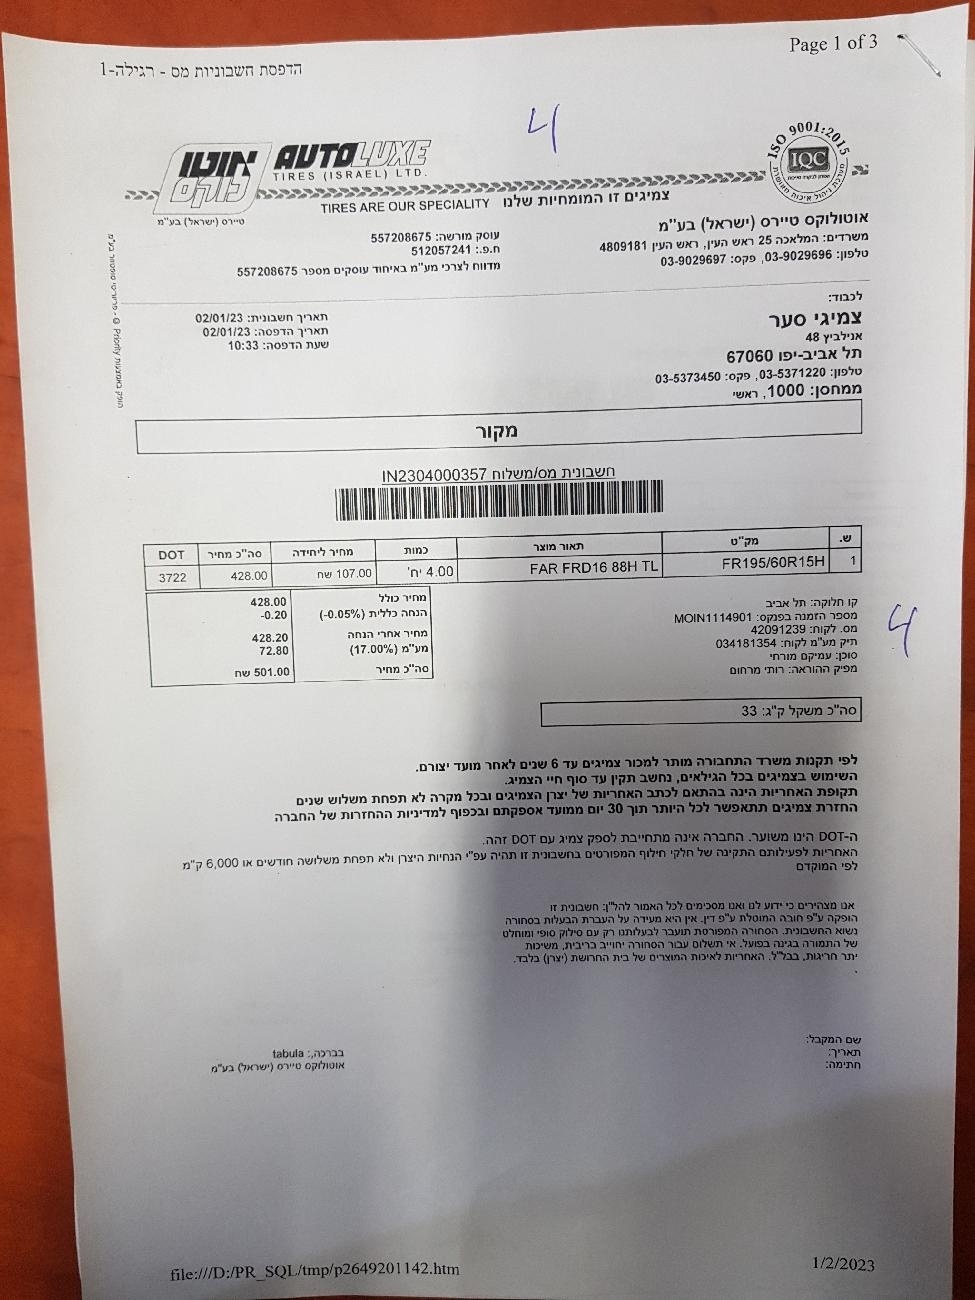 Page 1 of 3
הדפסת חשבוניות מס - רגילה-1
4
אוטו לוקס
AUTOLUXE
TIRES (ISRAEL) LTD.
טיירס (ישראל) בע"מ
ISO 9001:2015
IQC
TIRES ARE OUR SPECIALITY צמיגים זו המומחיות שלנו
אוטולוקס טיירס (ישראל) בע"מ
משרדים: המלאכה 25 ראש העין, ראש העין 4809181
טלפון: 03-9029696, פקס: 03-9029697
עוסק מורשה: 557208675
ח.פ.: 512057241
מדווח לצרכי מע"מ באיחוד עוסקים מספר 557208675
לכבוד:
צמיגי סער
אנילביץ 48
תל אביב-יפו 67060
טלפון: 03-5371220, פקס: 03-5373450
ממחסן: 1000, ראשי
תאריך חשבונית: 02/01/23
תאריך הדפסה: 02/01/23
שעת הדפסה: 10:33
מקור
חשבונית מס/משלוח IN2304000357
ש. מק"ט תאור מוצר כמות מחיר ליחידה סה"כ מחיר DOT
1 FR195/60R15H FAR FRD16 88H TL 4.00 יח' 107.00 שח 428.00 3722
מחיר כולל 428.00
הנחה כללית (-0.05%) -0.20
מחיר אחרי הנחה 428.20
מע"מ (17.00%) 72.80
סה"כ מחיר 501.00 שח
קו חלוקה: תל אביב
מספר הזמנה בפנקס: MOIN1114901
מס. לקוח: 42091239
תיק מע"מ לקוח: 034181354
סוכן: עמיקם מורחי
מפיק ההוראה: רותי מרחום
4
סה"כ משקל ק"ג: 33
לפי תקנות משרד התחבורה מותר למכור צמיגים עד 6 שנים לאחר מועד יצורם.
השימוש בצמיגים בכל הגילאים, נחשב תקין עד סוף חיי הצמיג.
תקופת האחריות הינה בהתאם לכתב האחריות של יצרן הצמיגים ובכל מקרה לא תפחת משלוש שנים
החזרת צמיגים תתאפשר לכל היותר תוך 30 יום ממועד אספקתם ובכפוף למדיניות ההחזרות של החברה
ה-DOT הינו משוער. החברה אינה מתחייבת לספק צמיג עם DOT זהה.
האחריות לפעילותם התקינה של חלקי חילוף המפורטים בחשבונית זו תהיה עפ"י הנחיות היצרן ולא תפחת משלושה חודשים או 6,000 ק"מ
לפי המוקדם
אנו מצהירים כי ידוע לנו ואנו מסכימים לכל האמור להל"ן: חשבונית זו
הופקה ע"פ חובה המוטלת ע"פ דין. אין היא מעידה על העברת הבעלות בסחורה
נשוא החשבונית. הסחורה המפורטת תועבר לבעלותנו רק עם סילוק סופי ומוחלט
של התמורה בגינה בפועל. אי תשלום עבור הסחורה יחוייב בריבית, משיכות
יתר חריגות, בבל"ל. האחריות לאיכות המוצרים של בית החרושת (יצרן) בלבד.
.
שם המקבל:
תאריך:
חתימה:
בברכה,: tabula
אוטולוקס טיירס (ישראל) בע"מ
file:///D:/PR_SQL/tmp/p2649201142.htm
1/2/2023